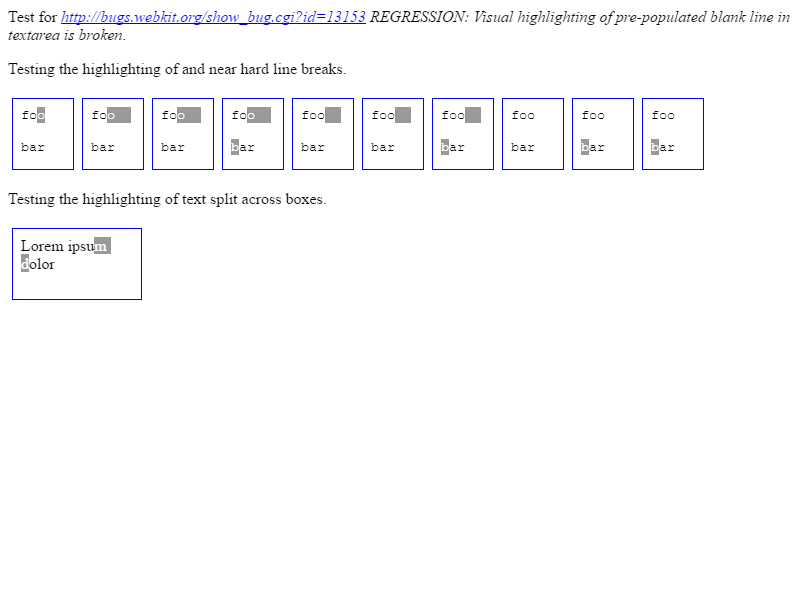 Test for http://bugs.webkit.org/show_bug.cgi?id=13153 REGRESSION: Visual highlighting of pre-populated blank line in
textarea is broken.
Testing the highlighting of and near hard line breaks.
foo foo foo foo foo foo foo foo foo foo
bar bar bar bar bar bar bar bar bar bar
Testing the highlighting of text split across boxes.
Lorem ipsum
dolor